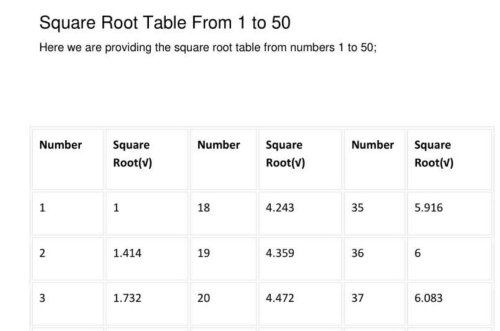 Square Root Table From 1 to 50
Here we are providing the square root table from numbers 1 to 50;
Number Square Root(√) Number Square Root(√) Number Square Root(√)
1 1 18 4.243 35 5.916
2 1.414 19 4.359 36 6
3 1.732 20 4.472 37 6.083